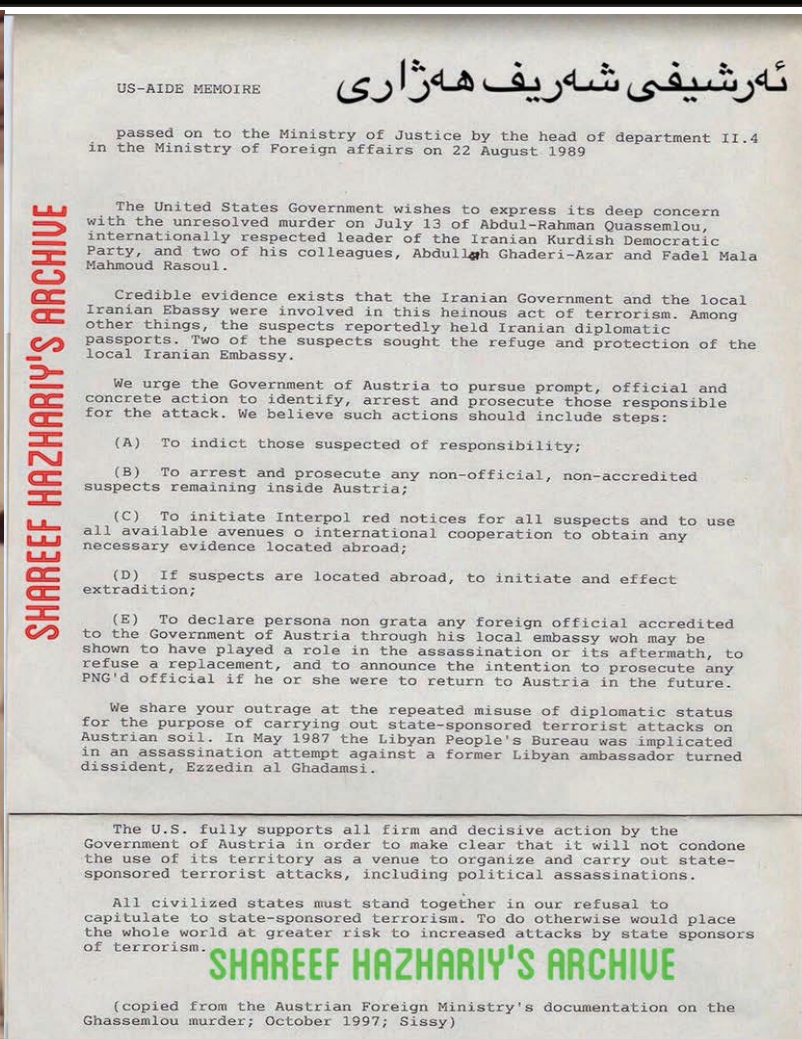 ئەرشیفی شەریف هەژاری
US-AIDE MEMOIRE
passed on to the Ministry of Justice by the head of department II.4
in the Ministry of Foreign affairs on 22 August 1989
The United States Government wishes to express its deep concern
with the unresolved murder on July 13 of Abdul-Rahman Quassemlou,
internationally respected leader of the Iranian Kurdish Democratic
Party, and two of his colleagues, Abdullah Ghaderi-Azar and Fadel Mala
Mahmoud Rasoul.
Credible evidence exists that the Iranian Government and the local
Iranian Ebassy were involved in this heinous act of terrorism. Among
other things, the suspects reportedly held Iranian diplomatic
passports. Two of the suspects sought the refuge and protection of the
local Iranian Embassy.
We urge the Government of Austria to pursue prompt, official and
concrete action to identify, arrest and prosecute those responsible
for the attack. We believe such actions should include steps:
(A) To indict those suspected of responsibility;
(B) To arrest and prosecute any non-official, non-accredited
suspects remaining inside Austria;
(C) To initiate Interpol red notices for all suspects and to use
all available avenues o international cooperation to obtain any
necessary evidence located abroad;
(D) If suspects are located abroad, to initiate and effect
extradition;
(E) To declare persona non grata any foreign official accredited
to the Government of Austria through his local embassy woh may be
shown to have played a role in the assassination or its aftermath, to
refuse a replacement, and to announce the intention to prosecute any
PNG'd official if he or she were to return to Austria in the future.
We share your outrage at the repeated misuse of diplomatic status
for the purpose of carrying out state-sponsored terrorist attacks on
Austrian soil. In May 1987 the Libyan People's Bureau was implicated
in an assassination attempt against a former Libyan ambassador turned
dissident, Ezzedin al Ghadamsi.
The U.S. fully supports all firm and decisive action by the
Government of Austria in order to make clear that it will not condone
the use of its territory as a venue to organize and carry out state-
sponsored terrorist attacks, including political assassinations.
All civilized states must stand together in our refusal to
capitulate to state-sponsored terrorism. To do otherwise would place
the whole world at greater risk to increased attacks by state sponsors
of terrorism.
SHAREEF HAZHARIY'S ARCHIVE
(copied from the Austrian Foreign Ministry's documentation on the
Ghassemlou murder; October 1997; Sissy)
SHAREEF HAZHARIY'S ARCHIVE